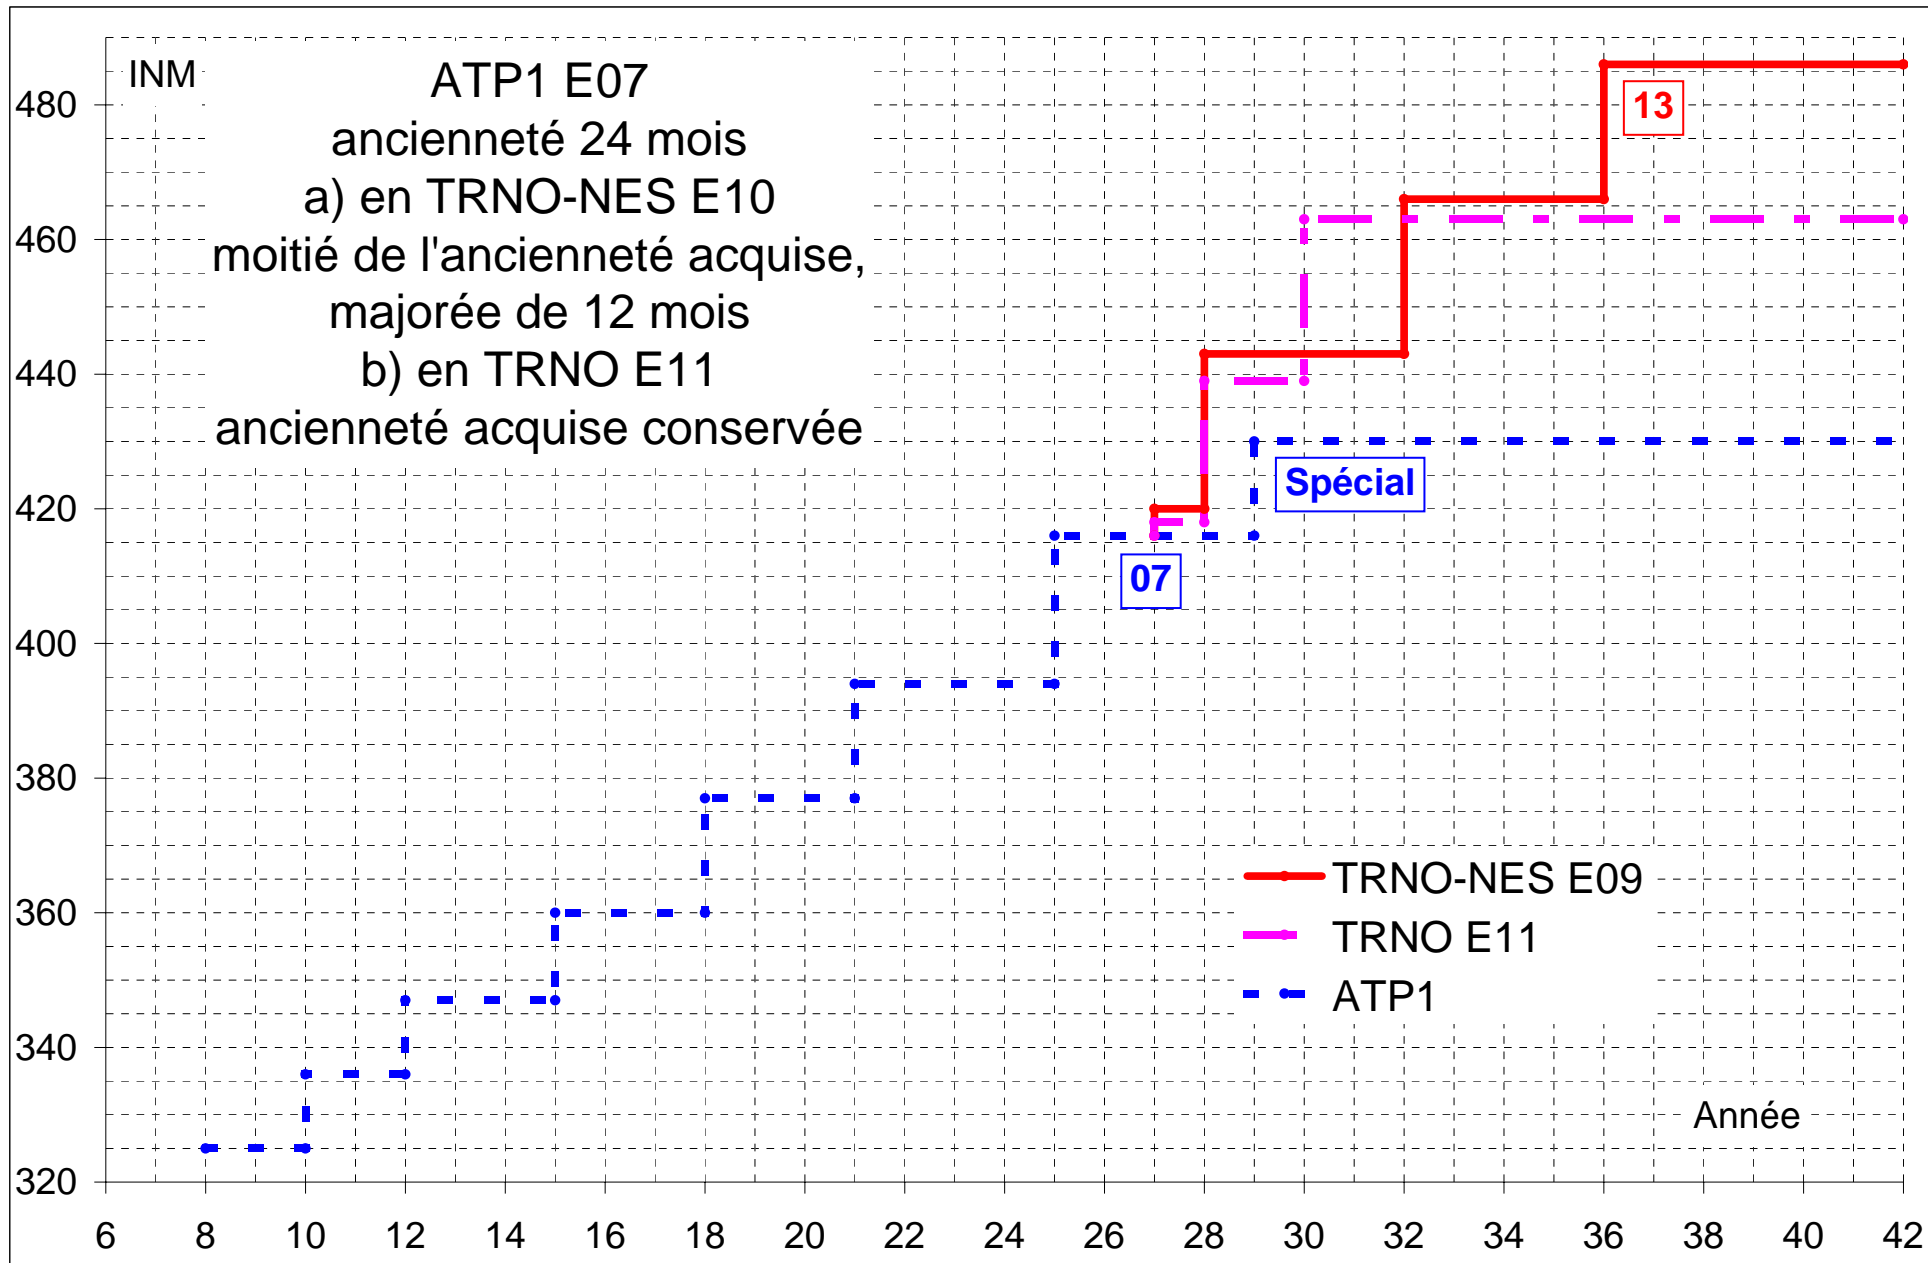 INM
ATP1 E07
ancienneté 24 mois
a) en TRNO-NES E10
moitié de l'ancienneté acquise,
majorée de 12 mois
b) en TRNO E11
ancienneté acquise conservée
480
460
440
420
400
380
360
340
320
13
Spécial
07
TRNO-NES E09
TRNO E11
ATP1
Année
6 8 10 12 14 16 18 20 22 24 26 28 30 32 34 36 38 40 42